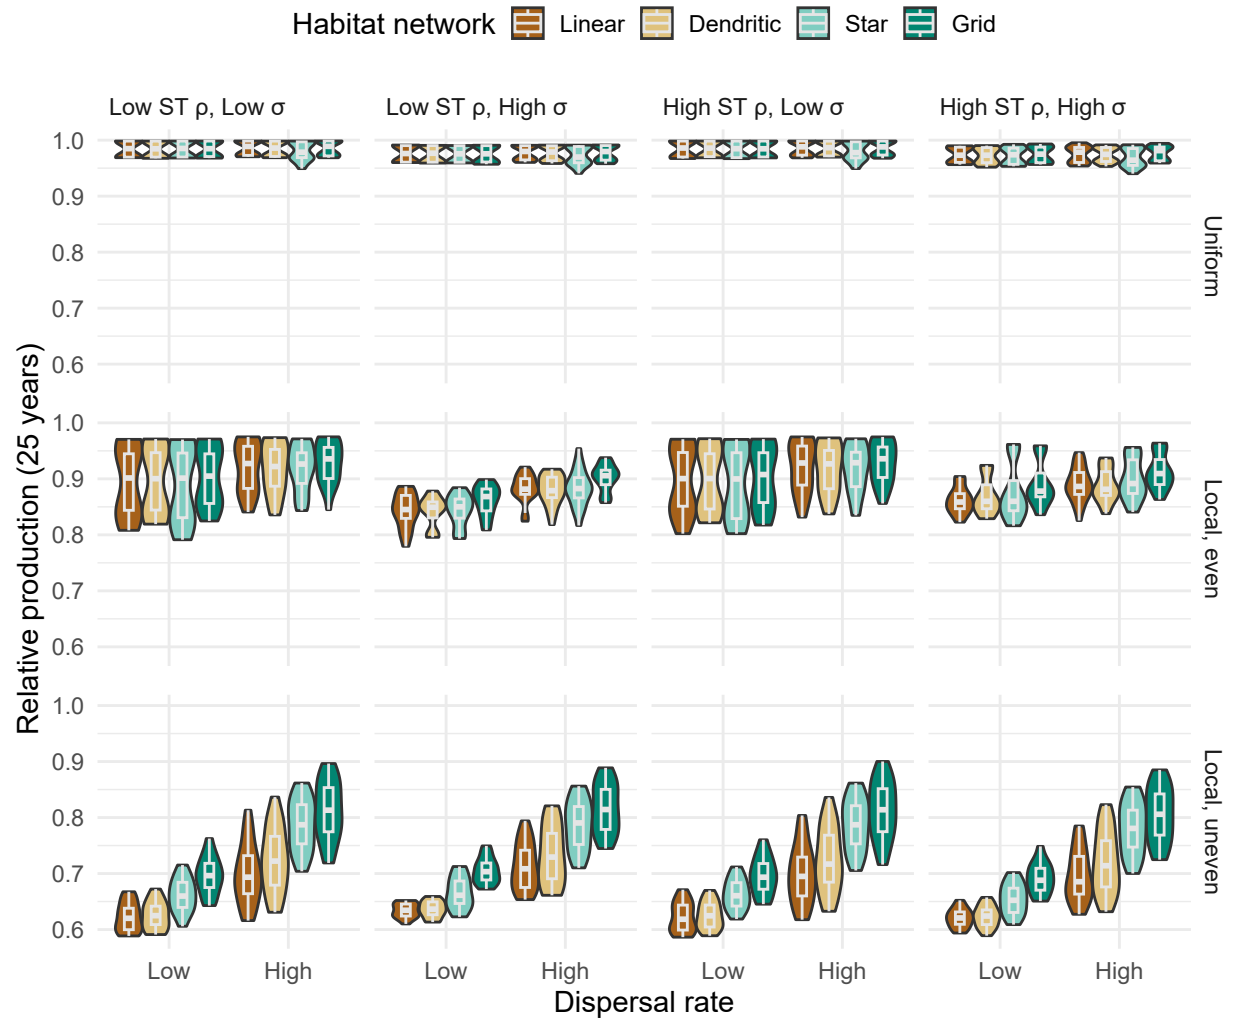 Habitat network Linear Dendritic Star Grid
Low ST ρ, Low σ
Low ST ρ, High σ
High ST ρ, Low σ
High ST ρ, High σ
1.0
0.9
0.8
0.7
0.6
Uniform
1.0
0.9
0.8
0.7
0.6
Local, even
1.0
0.9
0.8
0.7
0.6
Local, uneven
Relative production (25 years)
Low High Low High Low High Low High
Dispersal rate